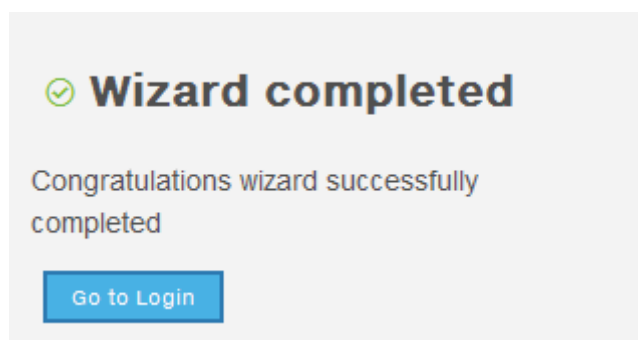 Wizard completed
Congratulations wizard successfully
completed
Go to Login